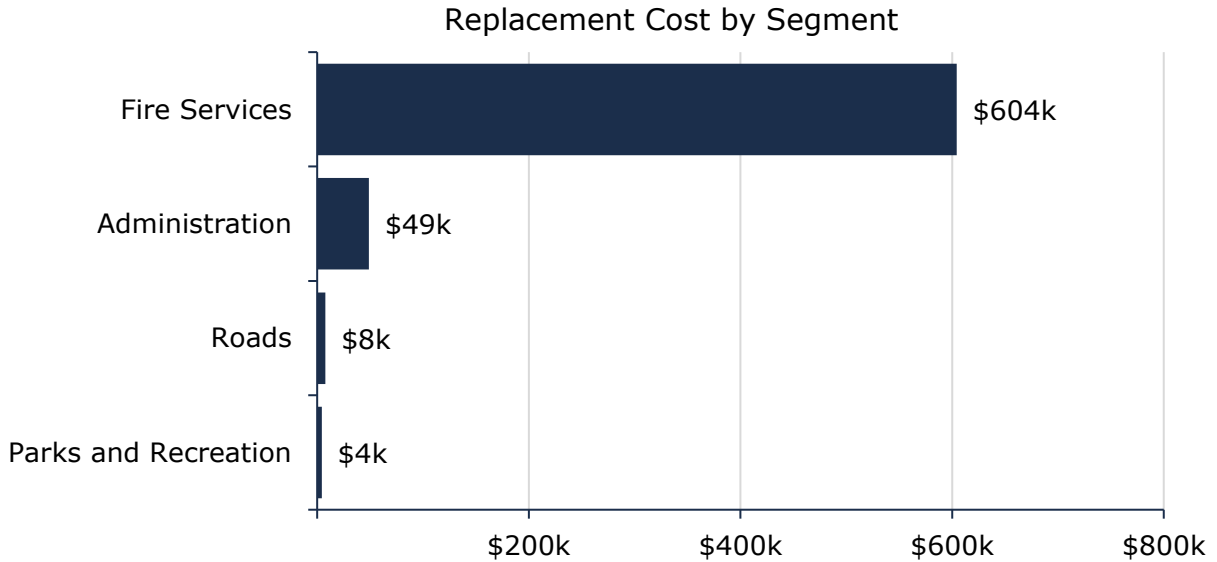 Replacement Cost by Segment
Fire Services
$604k
Administration
$49k
Roads
$8k
Parks and Recreation
$4k
$200k
$400k
$600k
$800k